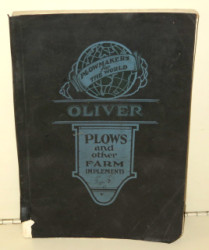 PLOWMAKERS
FOR
THE WORLD
OLIVER
PLOWS
and
other
FARM
IMPLEMENTS